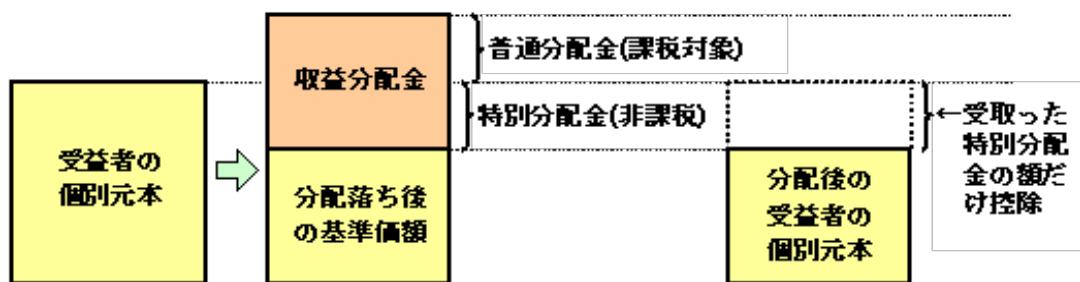 受益者の
個別元本
収益分配金
分配落ち後
の基準価額
普通分配金(課税対象)
特別分配金(非課税)
分配後の
受益者の
個別元本
←受取った
特別分配
金の額だ
け控除